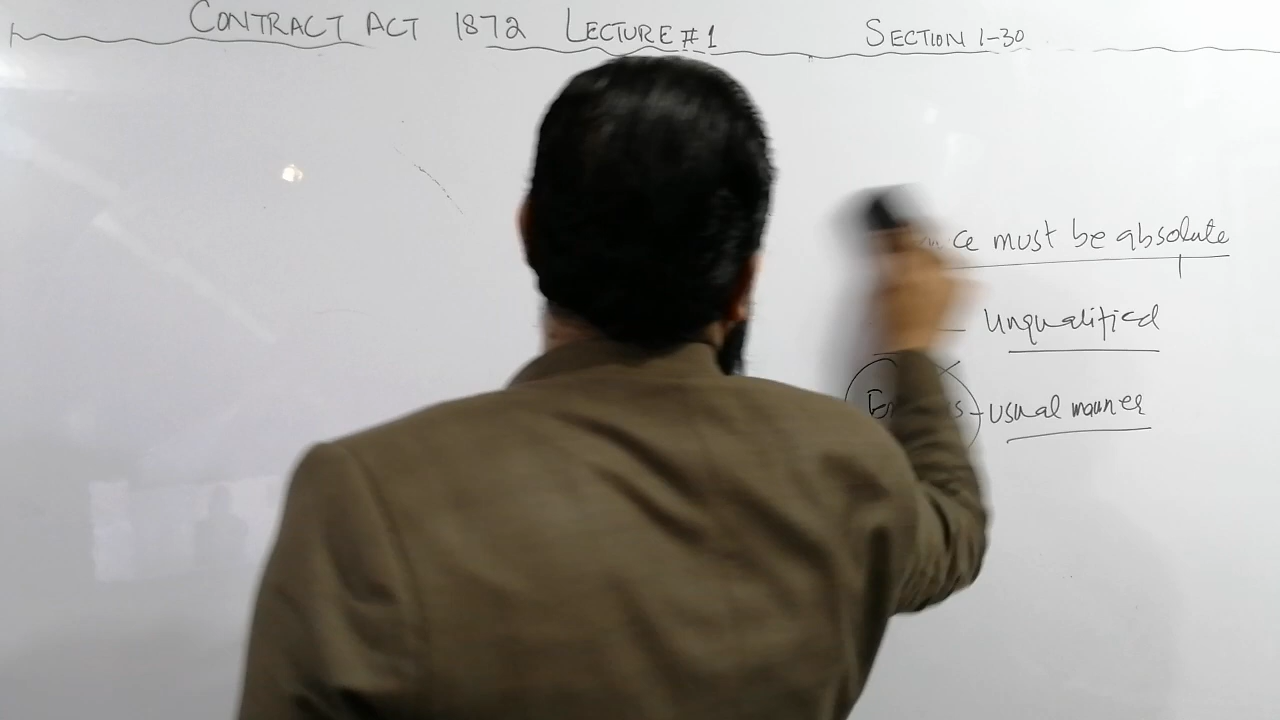 CONTRACT ACT 1872 LECTURE #1 SECTION 1-30
must be absolute
Unqualified
usual manner